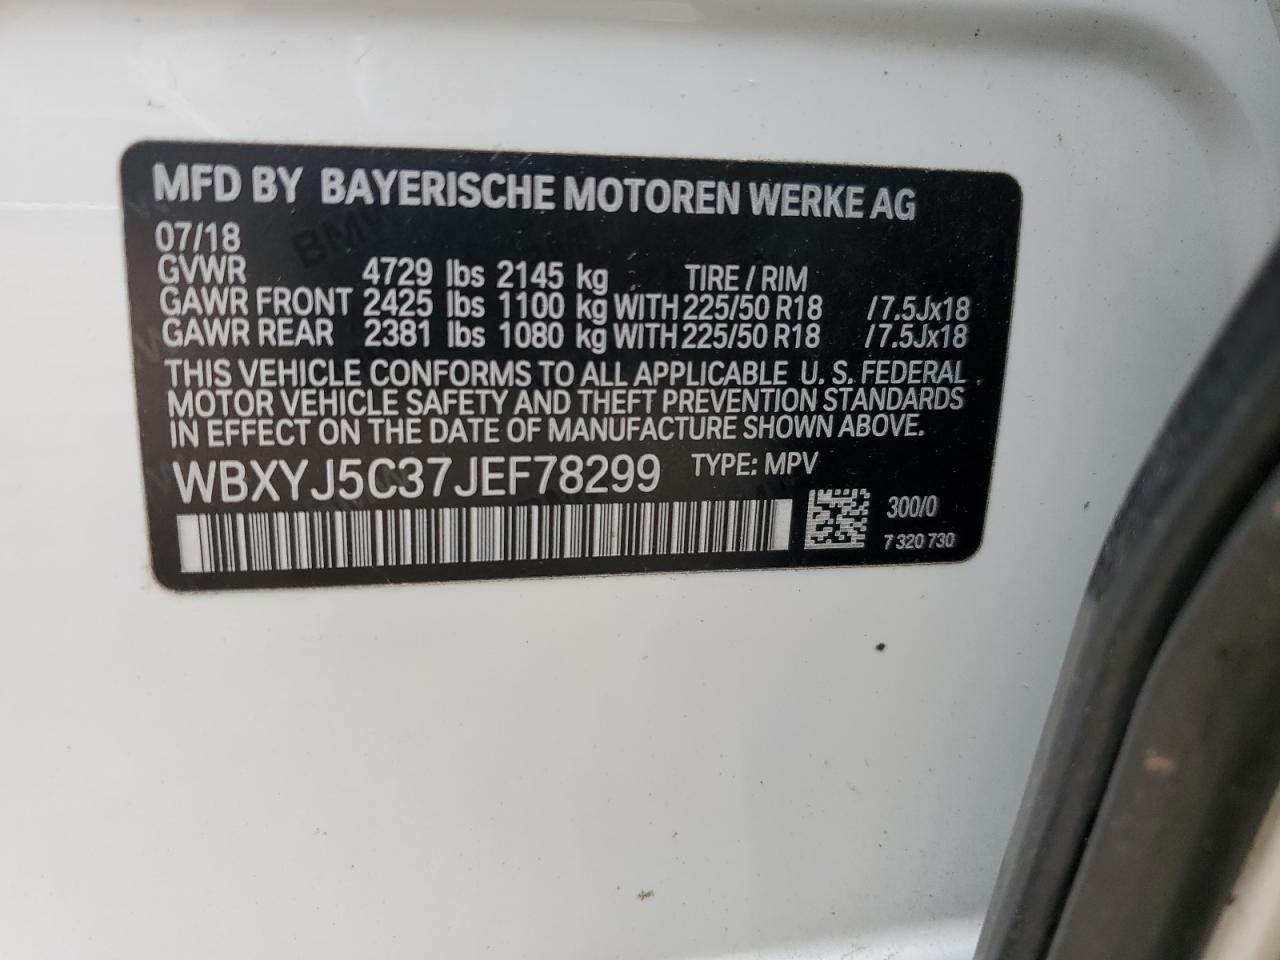 MFD BY BAYERISCHE MOTOREN WERKE AG
07/18
GVWR 4729 lbs 2145 kg TIRE / RIM
GAWR FRONT 2425 lbs 1100 kg WITH 225/50 R18 /7.5Jx18
GAWR REAR 2381 lbs 1080 kg WITH 225/50 R18 /7.5Jx18
THIS VEHICLE CONFORMS TO ALL APPLICABLE U. S. FEDERAL
MOTOR VEHICLE SAFETY AND THEFT PREVENTION STANDARDS
IN EFFECT ON THE DATE OF MANUFACTURE SHOWN ABOVE.
WBXYJ5C37JEF78299 TYPE: MPV
300/0
7 320 730